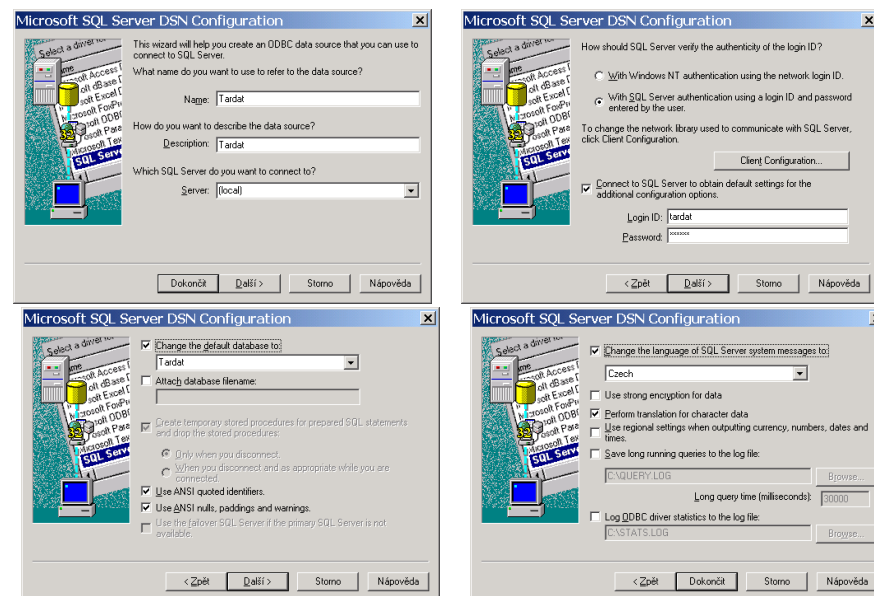 Microsoft SQL Server DSN Configuration
This wizard will help you create an ODBC data source that you can use to
connect to SQL Server.
What name do you want to use to refer to the data source?
Name: Tardat
How do you want to describe the data source?
Description: Tardat
Which SQL Server do you want to connect to?
Server: (local)
Dokončit
Další >
Storno
Nápověda
Microsoft SQL Server DSN Configuration
How should SQL Server verify the authenticity of the login ID?
With Windows NT authentication using the network login ID.
With SQL Server authentication using a login ID and password
entered by the user.
To change the network library used to communicate with SQL Server,
click Client Configuration.
Client Configuration...
Connect to SQL Server to obtain default settings for the
additional configuration options.
Login ID: tardat
Password: xxxxxx
< Zpět
Další >
Storno
Nápověda
Microsoft SQL Server DSN Configuration
Change the default database to:
Tardat
Attach database filename:
Create temporary stored procedures for prepared SQL statements
and drop the stored procedures:
Only when you disconnect.
When you disconnect and as appropriate while you are
connected.
Use ANSI quoted identifiers.
Use ANSI nulls, paddings and warnings.
Use the failover SQL Server if the primary SQL Server is not
available.
< Zpět
Další >
Storno
Nápověda
Microsoft SQL Server DSN Configuration
Change the language of SQL Server system messages to:
Czech
Use strong encryption for data
Perform translation for character data
Use regional settings when outputting currency, numbers, dates and
times.
Save long running queries to the log file:
C:\QUERY.LOG
Browse...
Long query time (milliseconds): 30000
Log ODBC driver statistics to the log file:
C:\STATS.LOG
Browse...
< Zpět
Dokončit
Storno
Nápověda